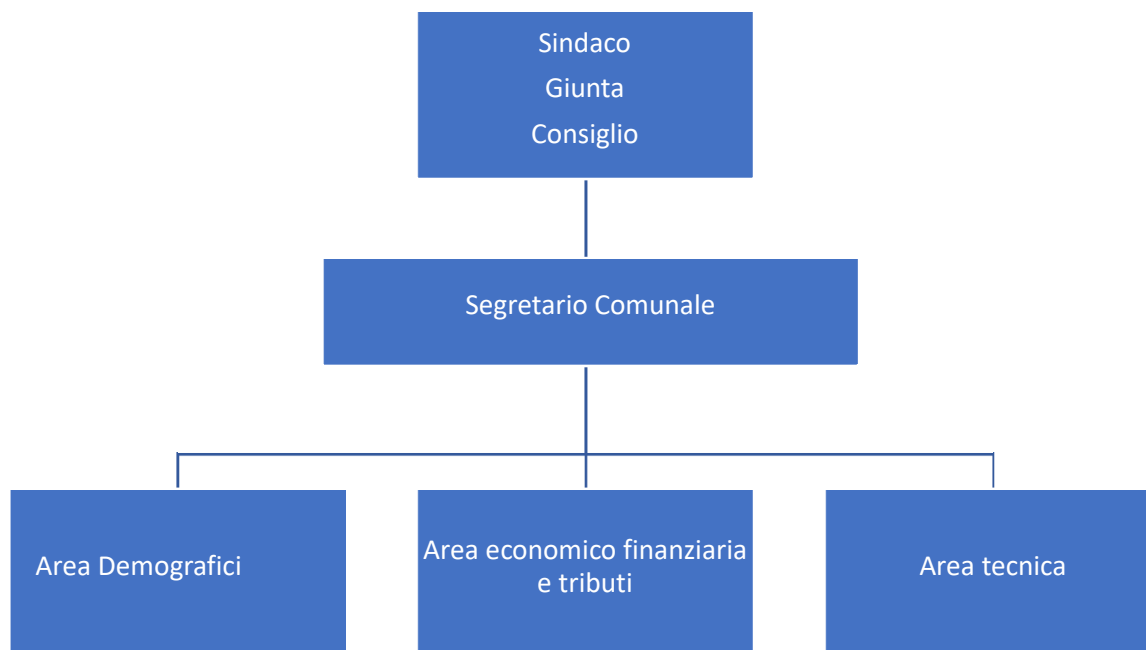 Sindaco
Giunta
Consiglio
Segretario Comunale
Area Demografici
Area economico finanziaria
e tributi
Area tecnica